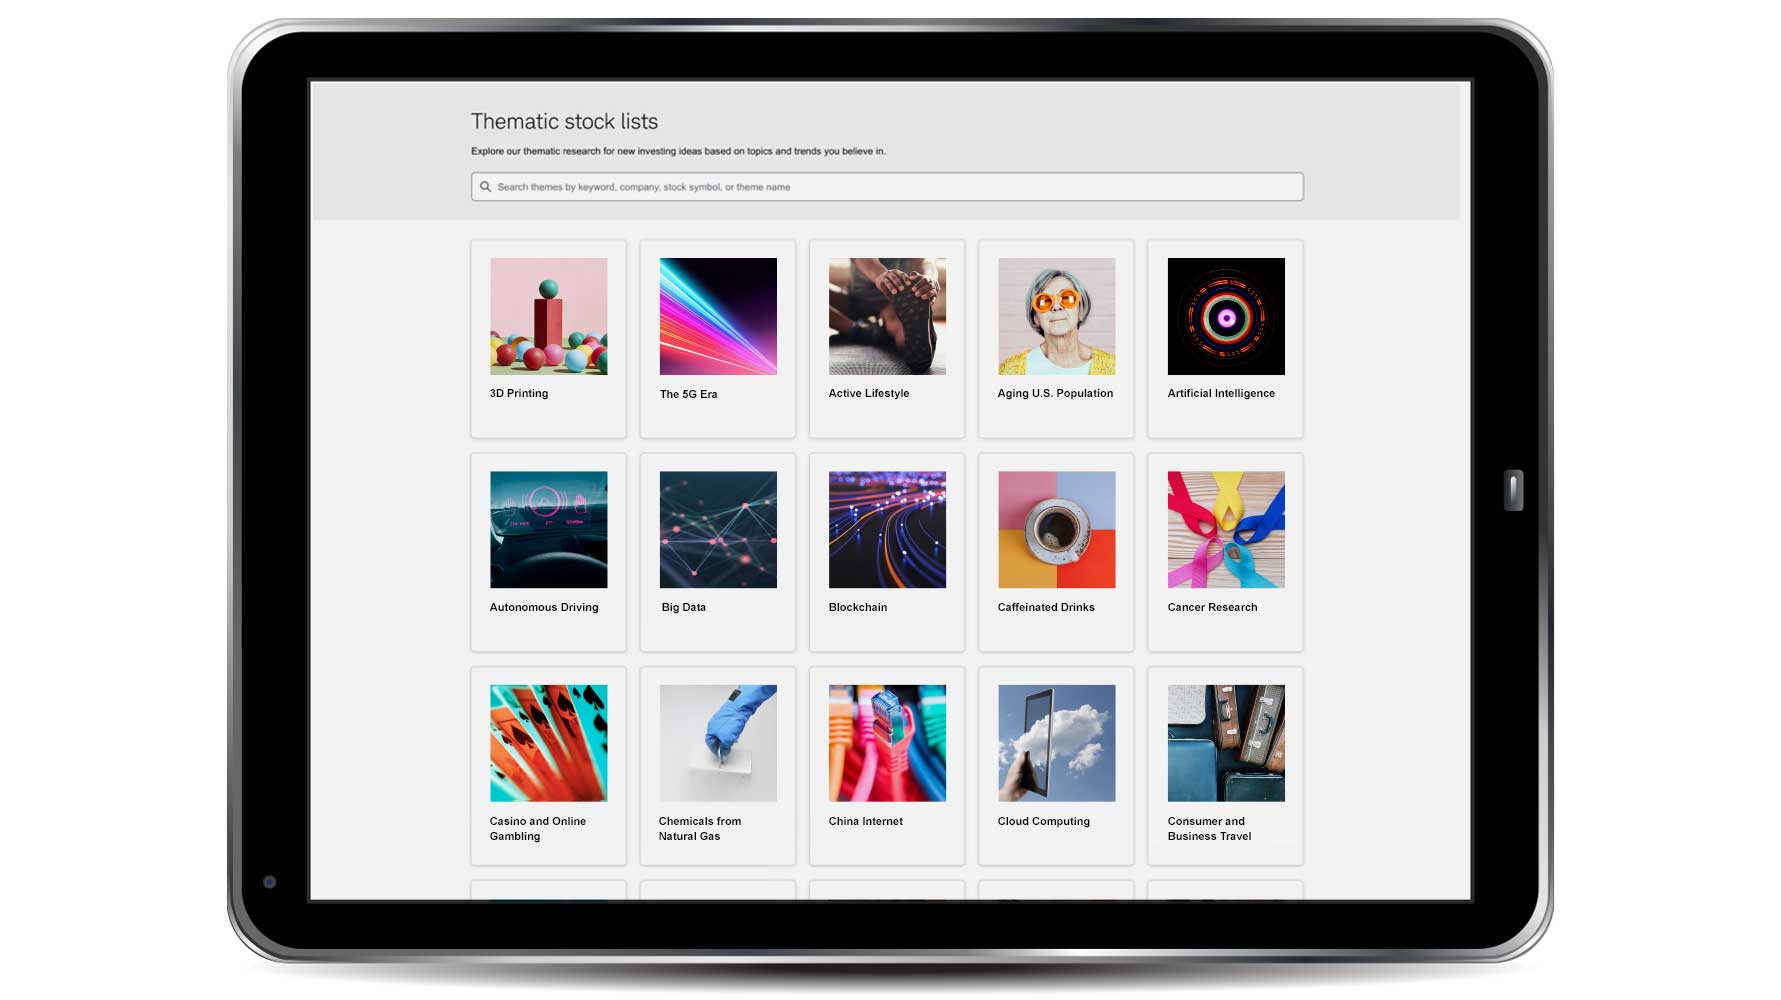 Thematic stock lists
Explore our thematic research for new investing ideas based on topics and trends you believe in.
Search themes by keyword, company, stock symbol, or theme name
3D Printing
The 5G Era
Active Lifestyle
Aging U.S. Population
Artificial Intelligence
Autonomous Driving
Big Data
Blockchain
Caffeinated Drinks
Cancer Research
Casino and Online
Gambling
Chemicals from
Natural Gas
China Internet
Cloud Computing
Consumer and
Business Travel